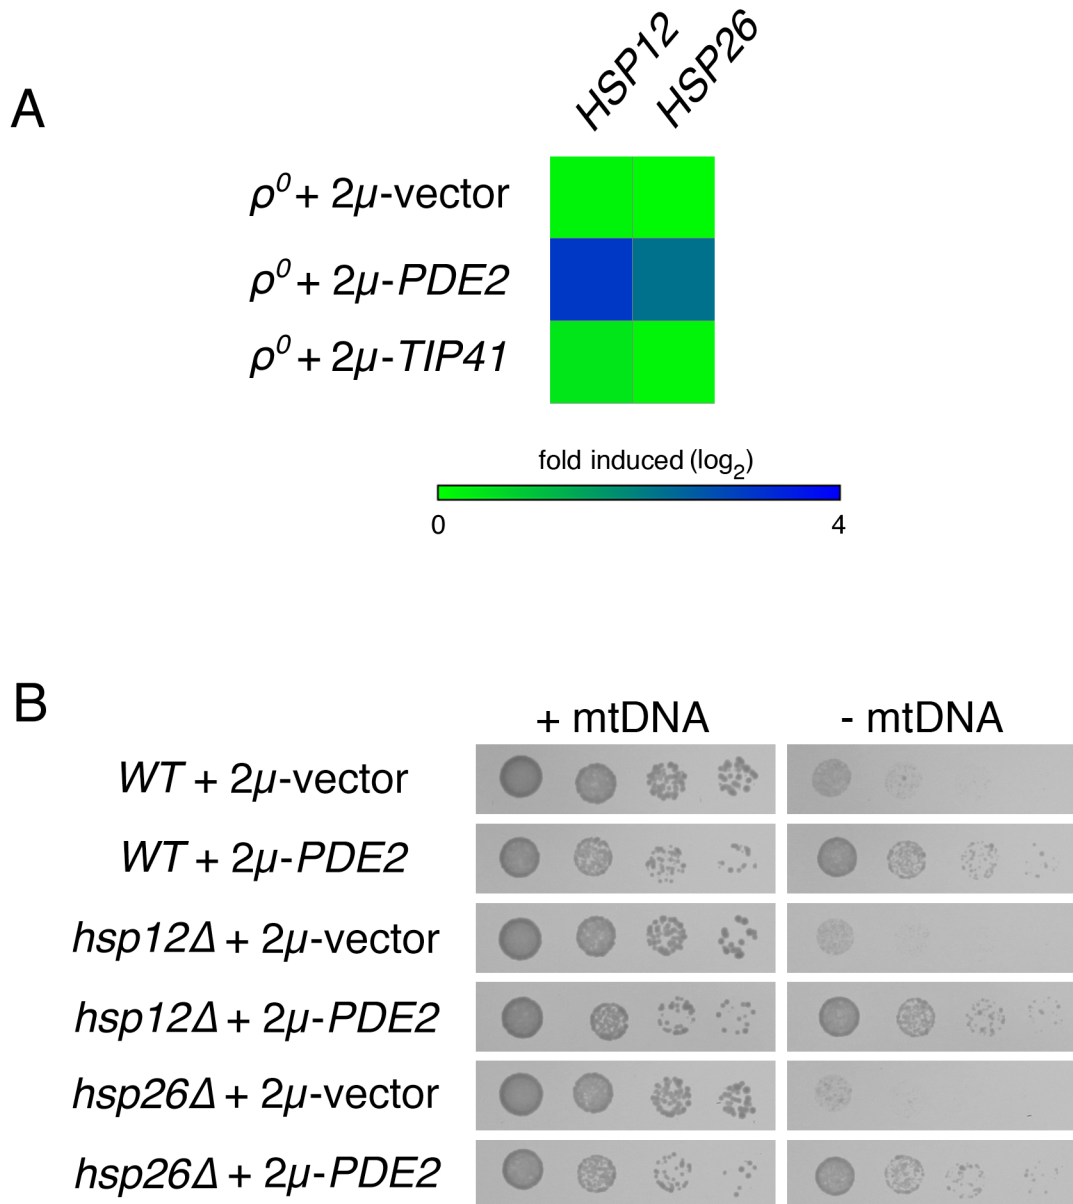 A
HSP12 HSP26
ρ⁰ + 2µ-vector
ρ⁰ + 2µ-PDE2
ρ⁰ + 2µ-TIP41
fold induced (log₂)
0 4
B
+ mtDNA - mtDNA
WT + 2µ-vector
WT + 2µ-PDE2
hsp12Δ + 2µ-vector
hsp12Δ + 2µ-PDE2
hsp26Δ + 2µ-vector
hsp26Δ + 2µ-PDE2